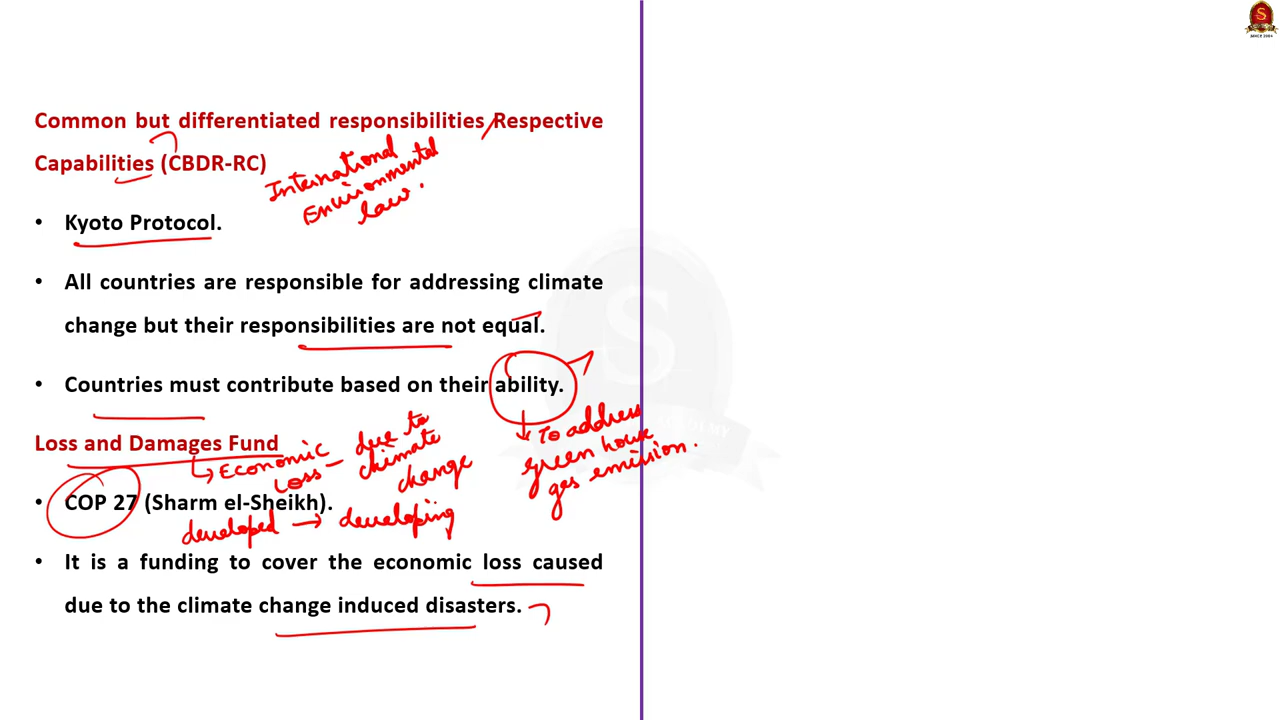 Common but differentiated responsibilities/Respective
Capabilities (CBDR-RC)
International
Environmental
law.
• Kyoto Protocol.
• All countries are responsible for addressing climate
change but their responsibilities are not equal.
• Countries must contribute based on their ability.
→ To address
green house
gas emission.
Loss and Damages Fund
→ Economic
Loss – due to
climate
change
• COP 27 (Sharm el-Sheikh).
developed → developing
• It is a funding to cover the economic loss caused
due to the climate change induced disasters.
S
SINCE 2004